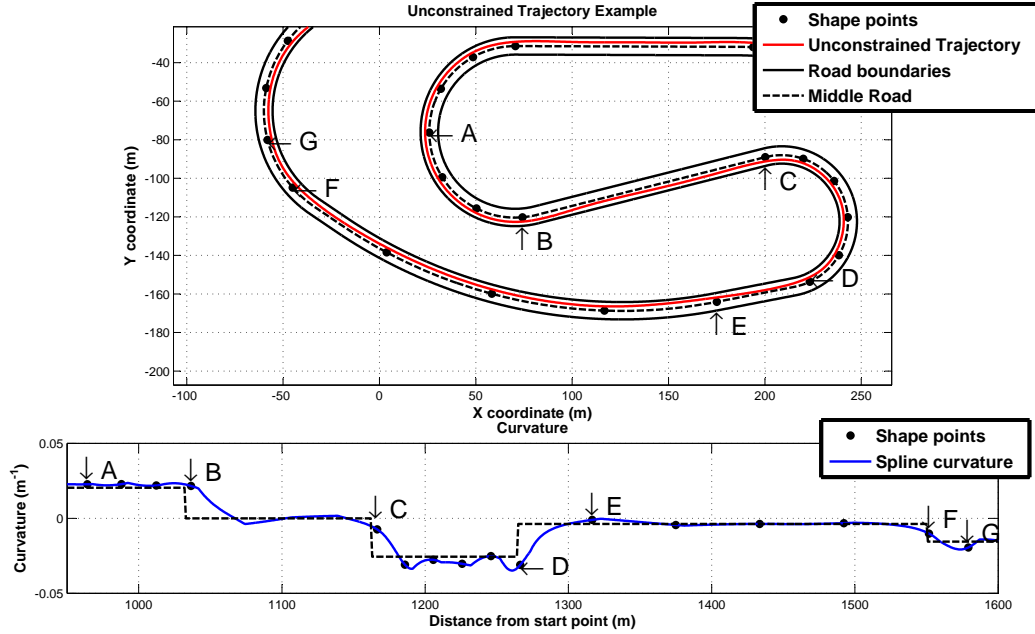 Unconstrained Trajectory Example
Shape points
Unconstrained Trajectory
Road boundaries
Middle Road
-40
-60
-80
-100
-120
-140
-160
-180
-200
Y coordinate (m)
A
B
C
D
E
F
G
-100
-50
0
50
100
150
200
250
X coordinate (m)
Curvature
Shape points
Spline curvature
0.05
0
-0.05
Curvature (m⁻¹)
A
B
C
D
E
F
G
1000
1100
1200
1300
1400
1500
1600
Distance from start point (m)